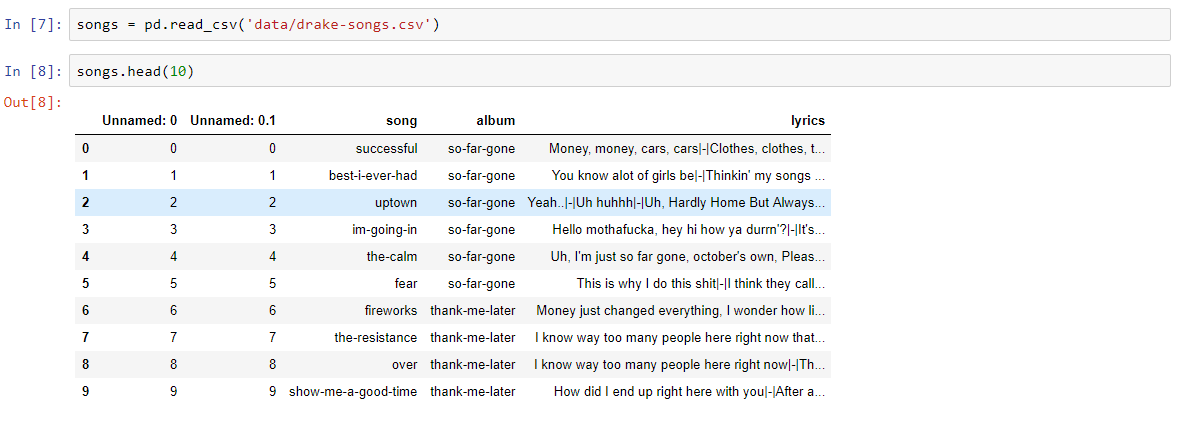 In [7]: songs = pd.read_csv('data/drake-songs.csv')
In [8]: songs.head(10)
Out[8]:
Unnamed: 0 Unnamed: 0.1 song album lyrics
0 0 0 successful so-far-gone Money, money, cars, cars|-|Clothes, clothes, t...
1 1 1 best-i-ever-had so-far-gone You know alot of girls be|-|Thinkin' my songs ...
2 2 2 uptown so-far-gone Yeah..|-|Uh huhhh|-|Uh, Hardly Home But Always...
3 3 3 im-going-in so-far-gone Hello mothafucka, hey hi how ya durrn'?|-|It's...
4 4 4 the-calm so-far-gone Uh, I'm just so far gone, october's own, Pleas...
5 5 5 fear so-far-gone This is why I do this shit|-|I think they call...
6 6 6 fireworks thank-me-later Money just changed everything, I wonder how li...
7 7 7 the-resistance thank-me-later I know way too many people here right now that...
8 8 8 over thank-me-later I know way too many people here right now|-|Th...
9 9 9 show-me-a-good-time thank-me-later How did I end up right here with you|-|After a...